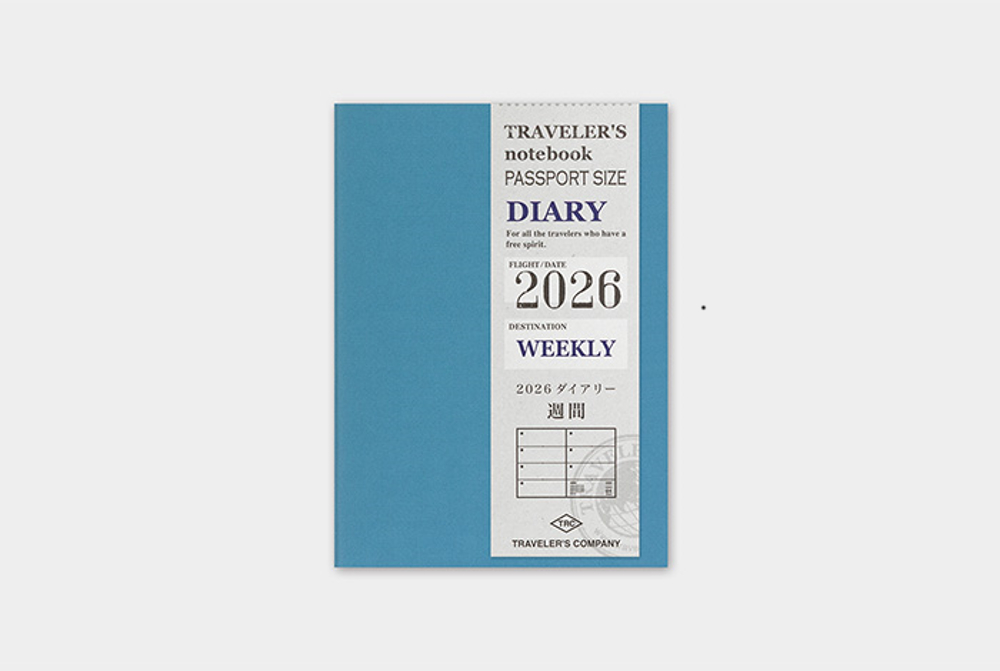 TRAVELER'S
notebook
PASSPORT SIZE
DIARY
For all the travelers who have a
free spirit.
FLIGHT/DATE
2026
DESTINATION
WEEKLY
2026 ダイアリー
週間
TRAVELE
TRC
TRAVELER'S COMPANY